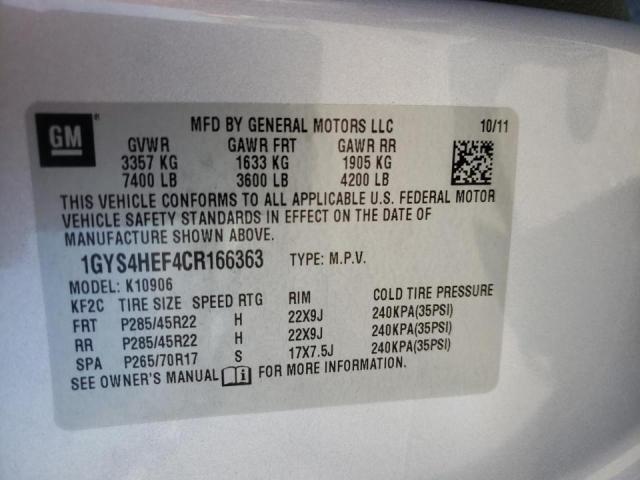 GM ® MFD BY GENERAL MOTORS LLC 10/11
GVWR GAWR FRT GAWR RR
3357 KG 1633 KG 1905 KG
7400 LB 3600 LB 4200 LB
THIS VEHICLE CONFORMS TO ALL APPLICABLE U.S. FEDERAL MOTOR
VEHICLE SAFETY STANDARDS IN EFFECT ON THE DATE OF
MANUFACTURE SHOWN ABOVE.
1GYS4HEF4CR166363 TYPE: M.P.V.
MODEL: K10906
KF2C TIRE SIZE SPEED RTG RIM COLD TIRE PRESSURE
FRT P285/45R22 H 22X9J 240KPA(35PSI)
RR P285/45R22 H 22X9J 240KPA(35PSI)
SPA P265/70R17 S 17X7.5J 240KPA(35PSI)
SEE OWNER'S MANUAL i FOR MORE INFORMATION.